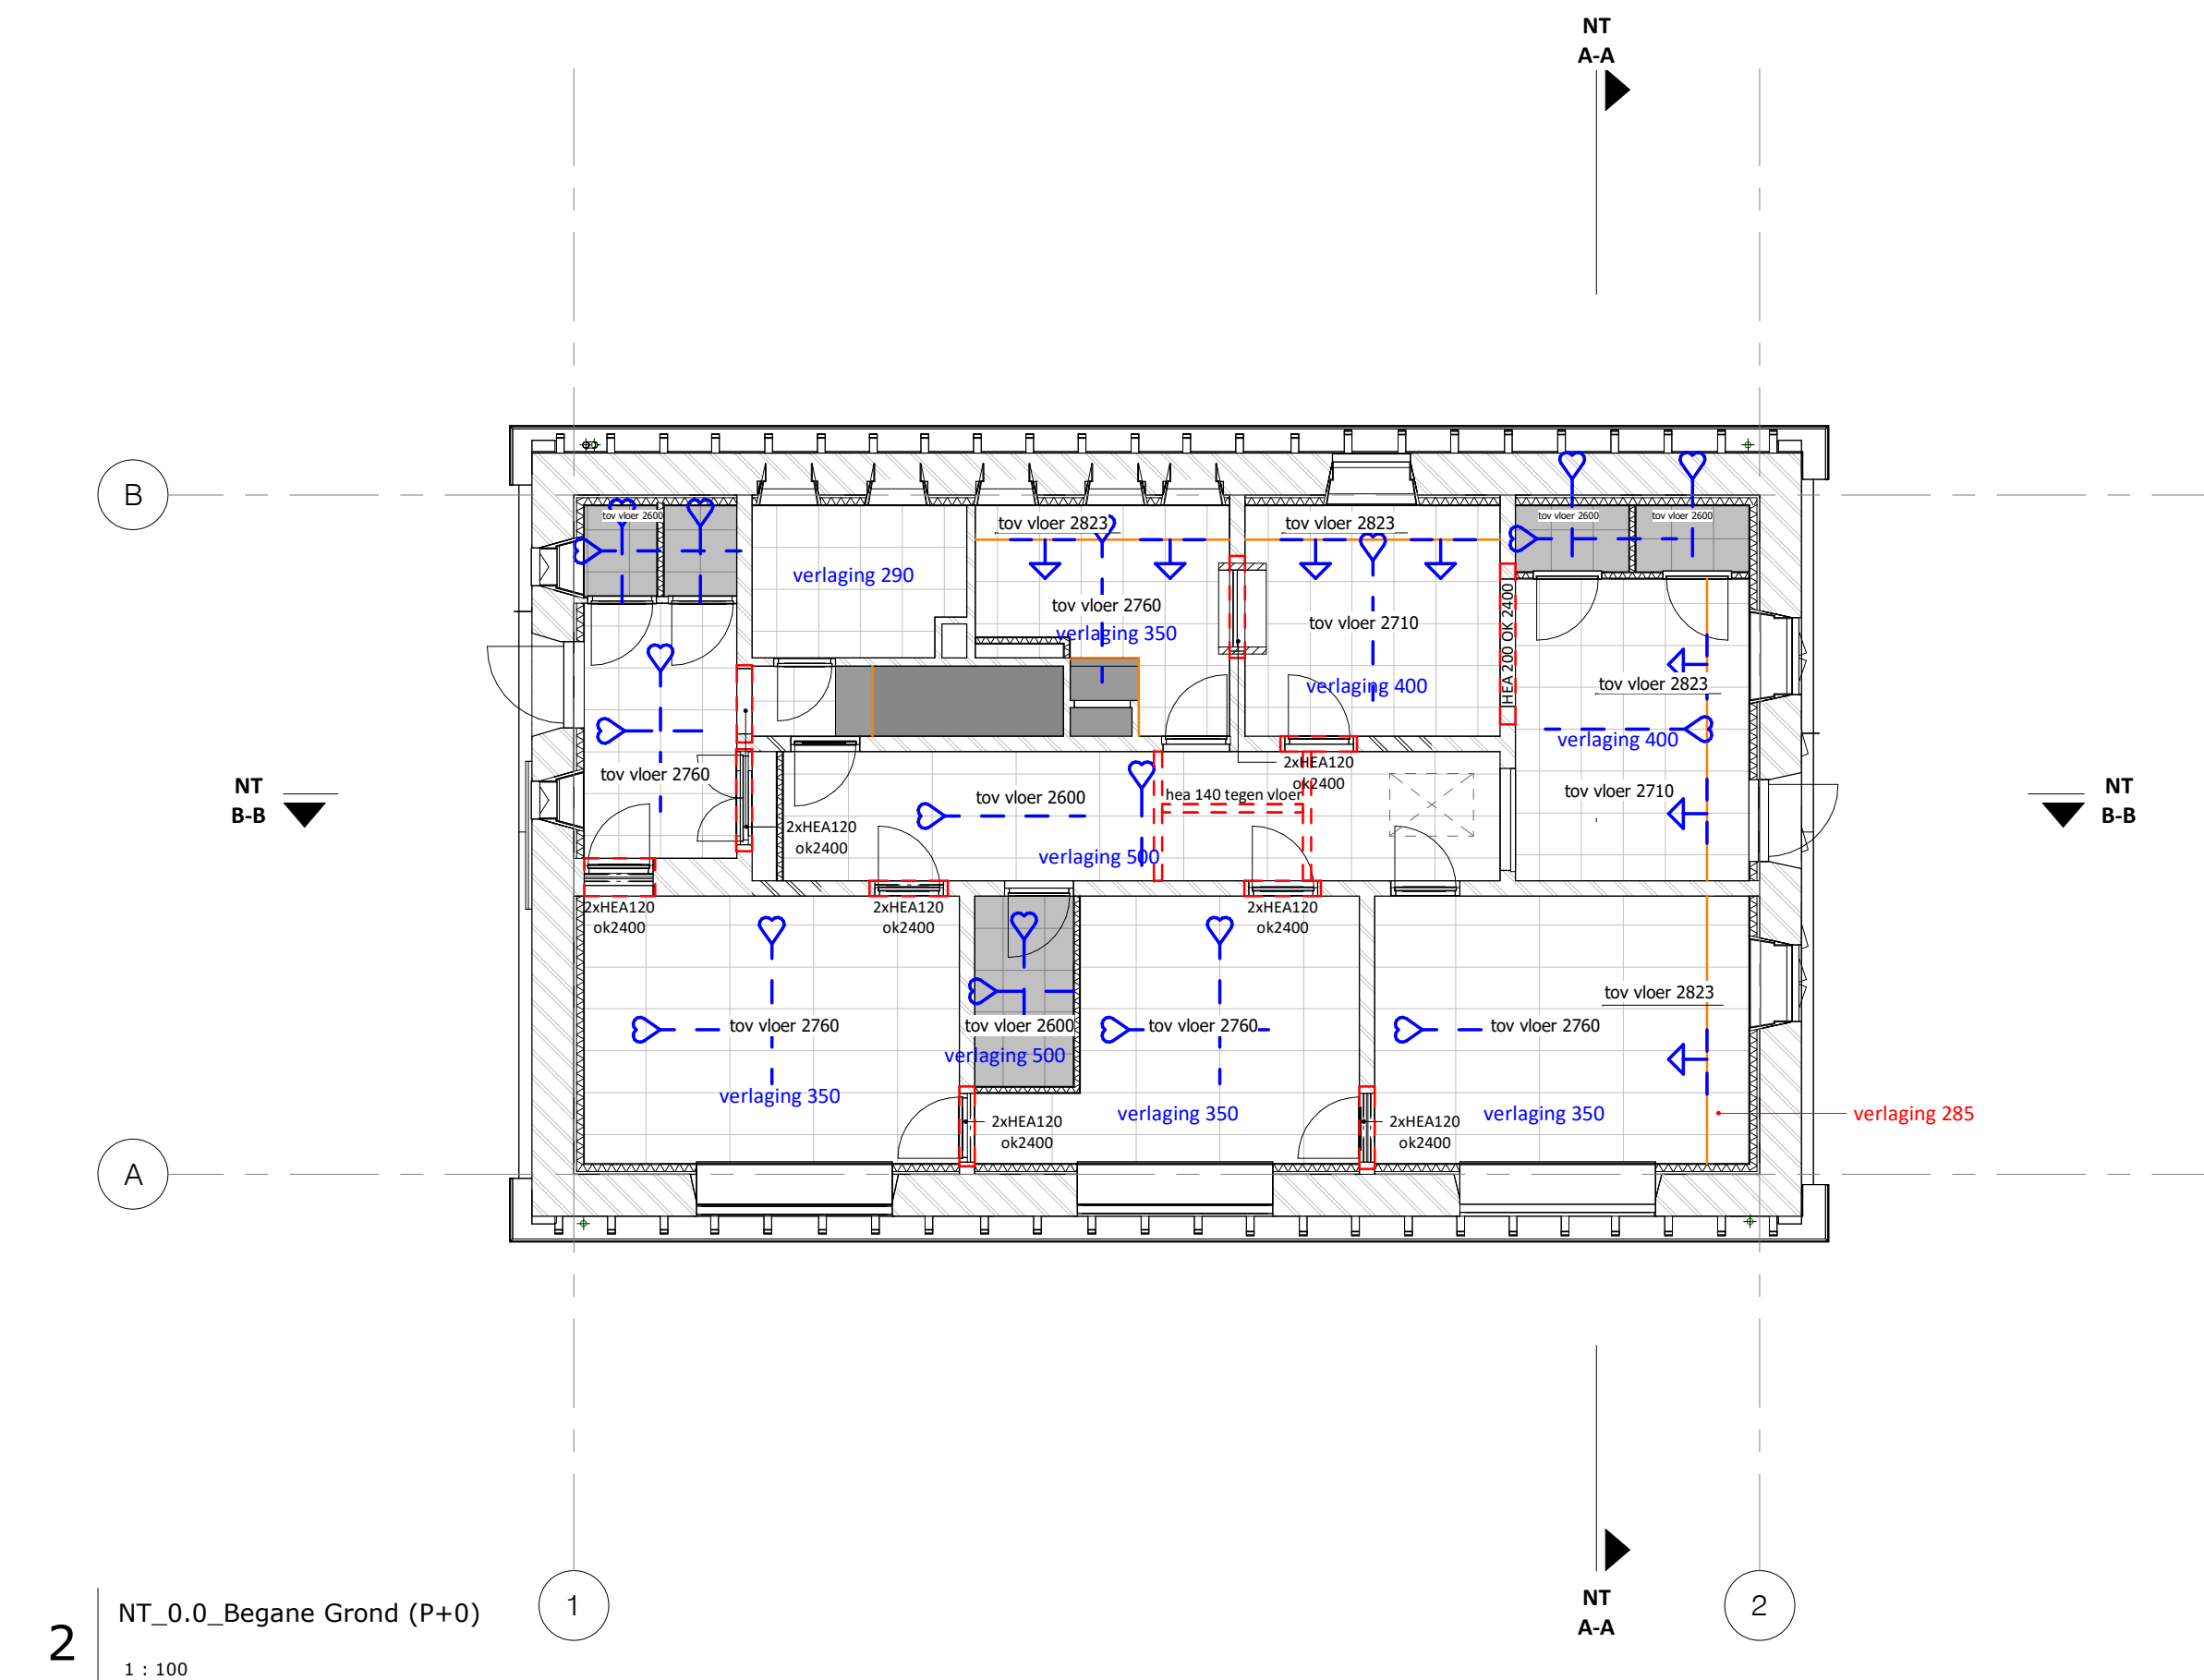 NT
A-A
B
tov vloer 2600
tov vloer 2823
tov vloer 2823
tov vloer 2600
tov vloer 2600
verlaging 290
tov vloer 2760
verlaging 350
tov vloer 2710
verlaging 400
HEA 200 OK 2400
tov vloer 2823
verlaging 400
tov vloer 2710
tov vloer 2760
2xHEA120
ok2400
hea 140 tegen vloer
tov vloer 2600
verlaging 500
2xHEA120
ok2400
NT
B-B
NT
B-B
2xHEA120
ok2400
2xHEA120
ok2400
2xHEA120
ok2400
tov vloer 2823
tov vloer 2760
tov vloer 2600
verlaging 500
tov vloer 2760
tov vloer 2760
verlaging 350
verlaging 350
verlaging 350
verlaging 285
2xHEA120
ok2400
2xHEA120
ok2400
A
1
2
NT
A-A
2
NT_0.0_Begane Grond (P+0)
1 : 100